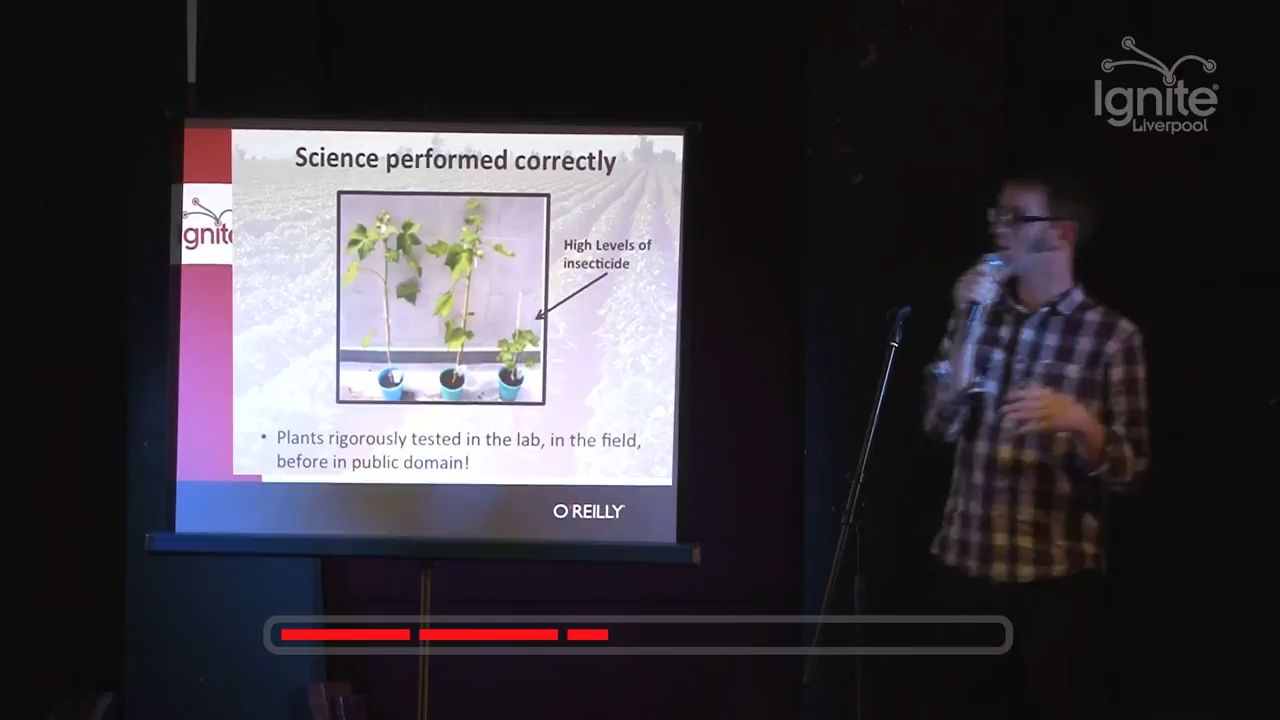 Ignite
Liverpool
Science performed correctly
ignite
High Levels of
insecticide
• Plants rigorously tested in the lab, in the field,
before in public domain!
O'REILLY